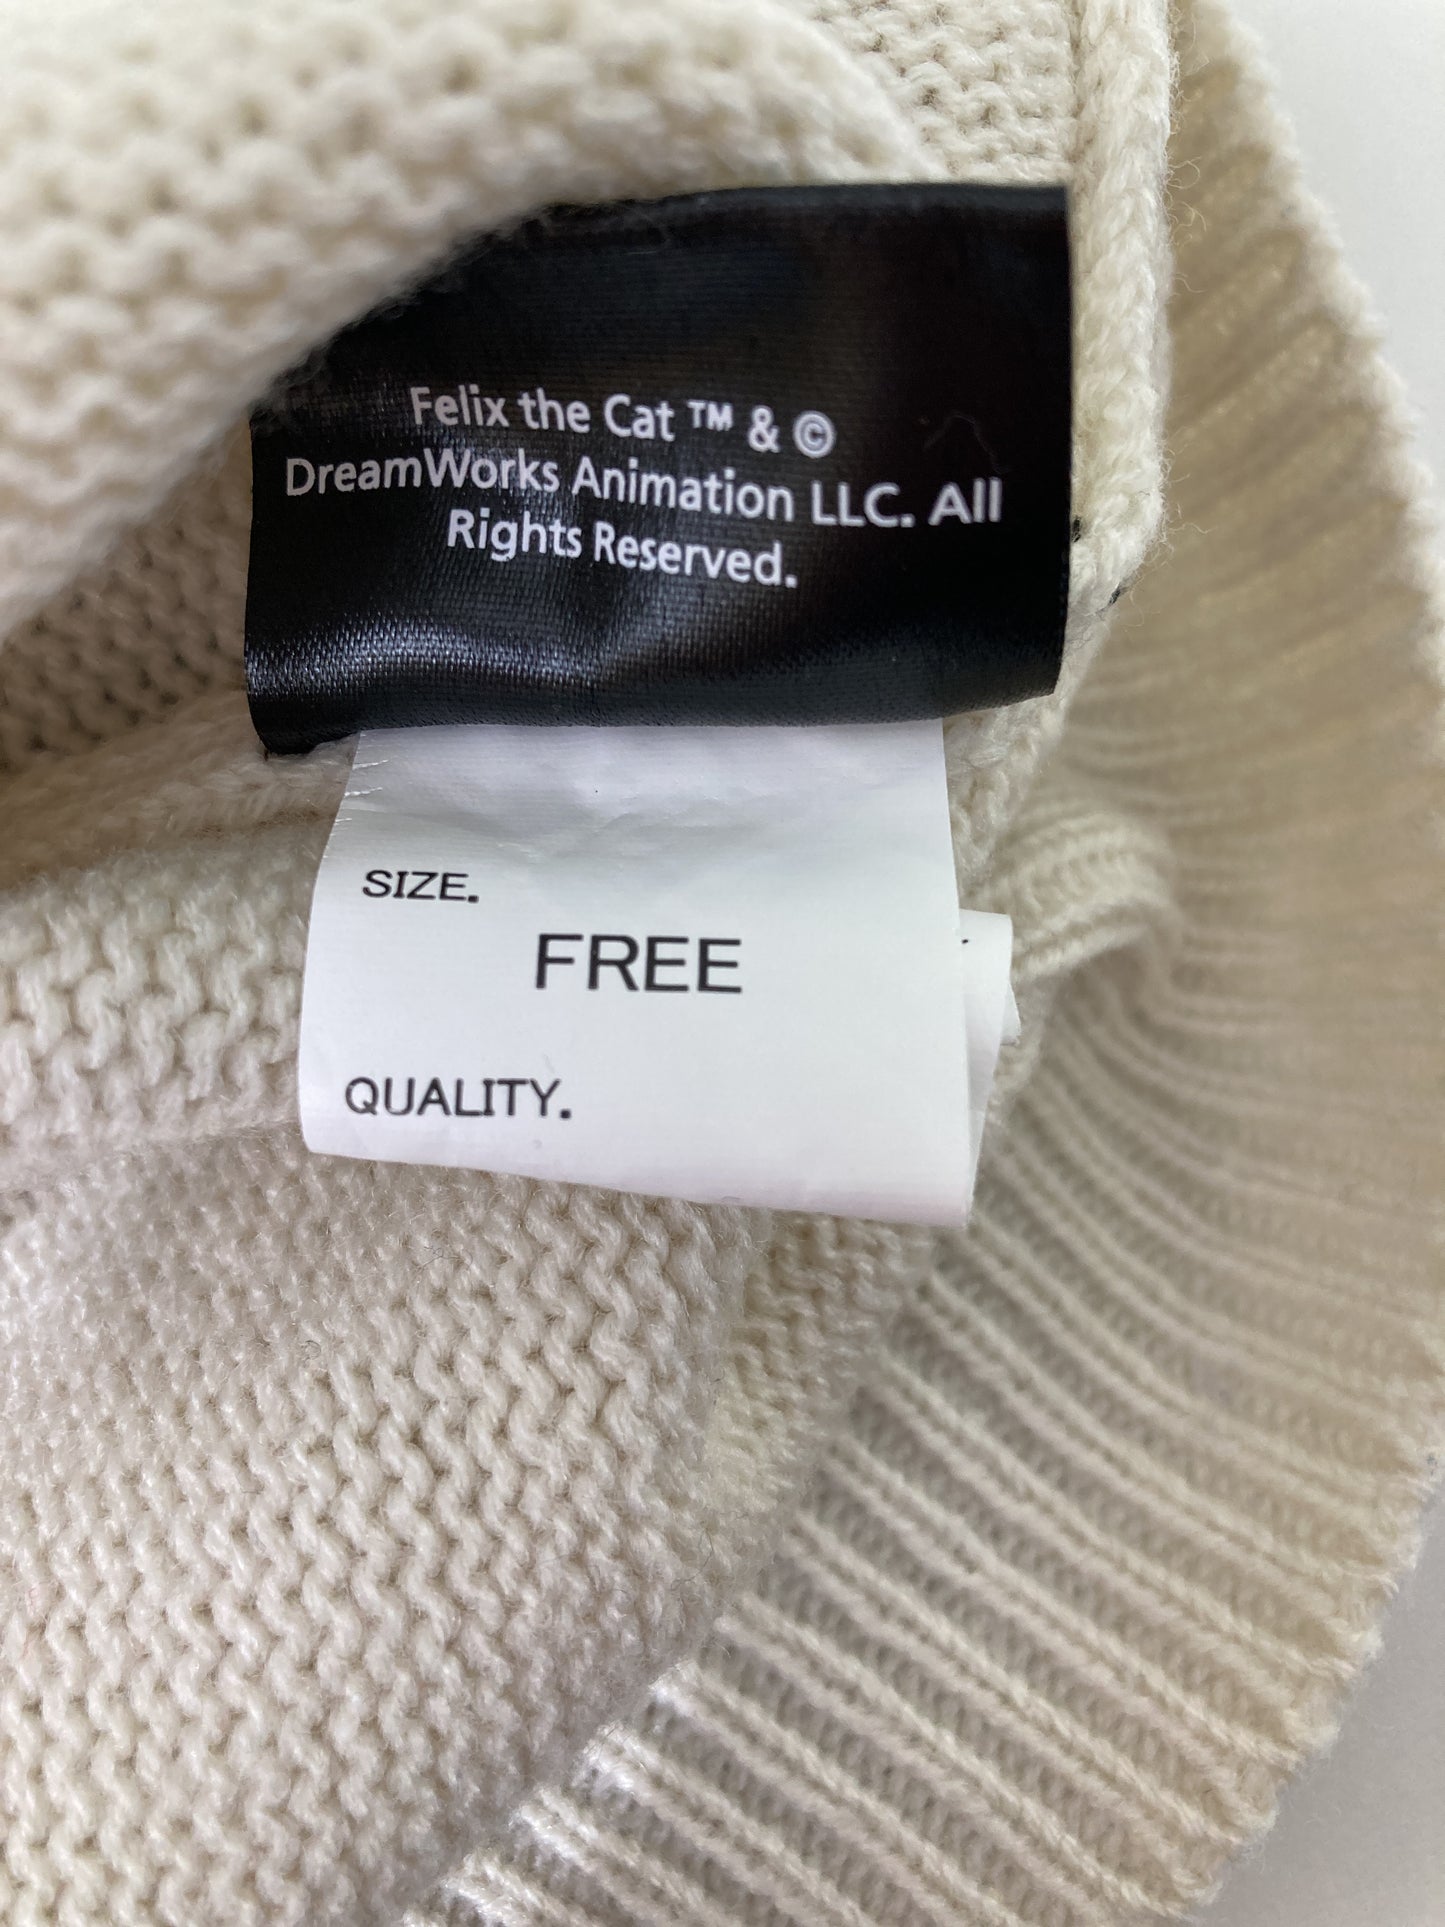 Felix the Cat ™ & ©
DreamWorks Animation LLC. All
Rights Reserved.
SIZE.
FREE
QUALITY.